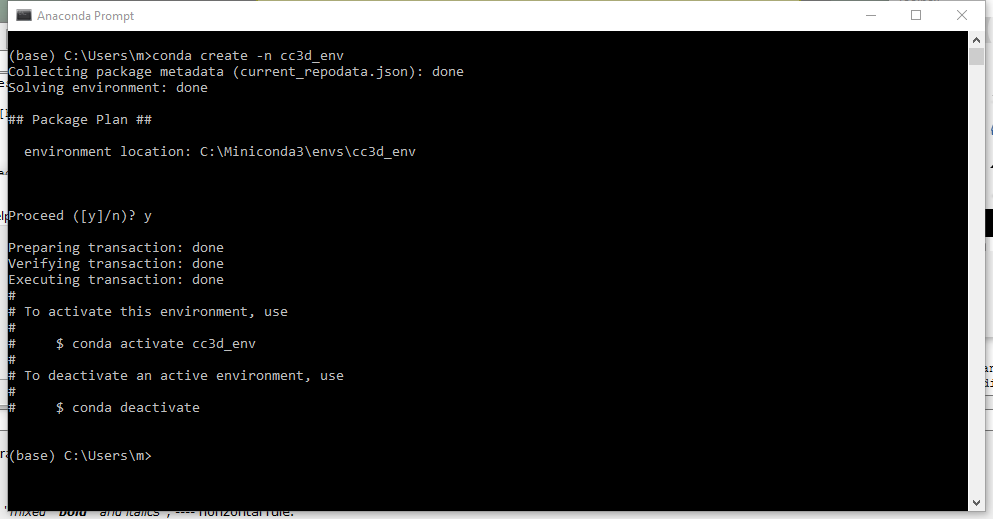 Anaconda Prompt
(base) C:\Users\m>conda create -n cc3d_env
Collecting package metadata (current_repodata.json): done
Solving environment: done
## Package Plan ##
environment location: C:\Miniconda3\envs\cc3d_env
Proceed ([y]/n)? y
Preparing transaction: done
Verifying transaction: done
Executing transaction: done
#
# To activate this environment, use
#
#     $ conda activate cc3d_env
#
# To deactivate an active environment, use
#
#     $ conda deactivate
(base) C:\Users\m>
"mixed "bold" and italics", ---- horizontal rule.